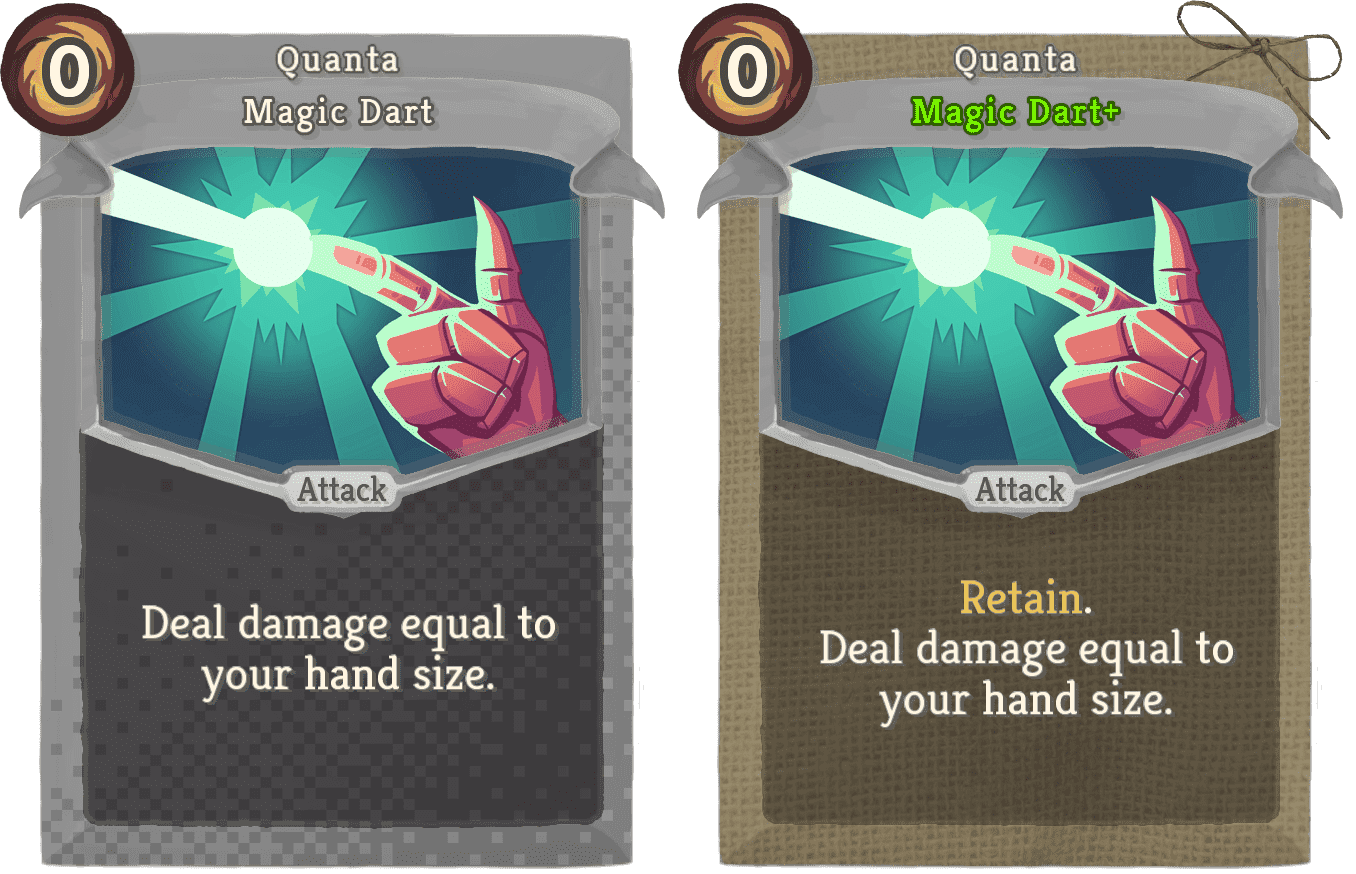 0
Quanta
Magic Dart
Attack
Deal damage equal to
your hand size.
0
Quanta
Magic Dart+
Attack
Retain.
Deal damage equal to
your hand size.